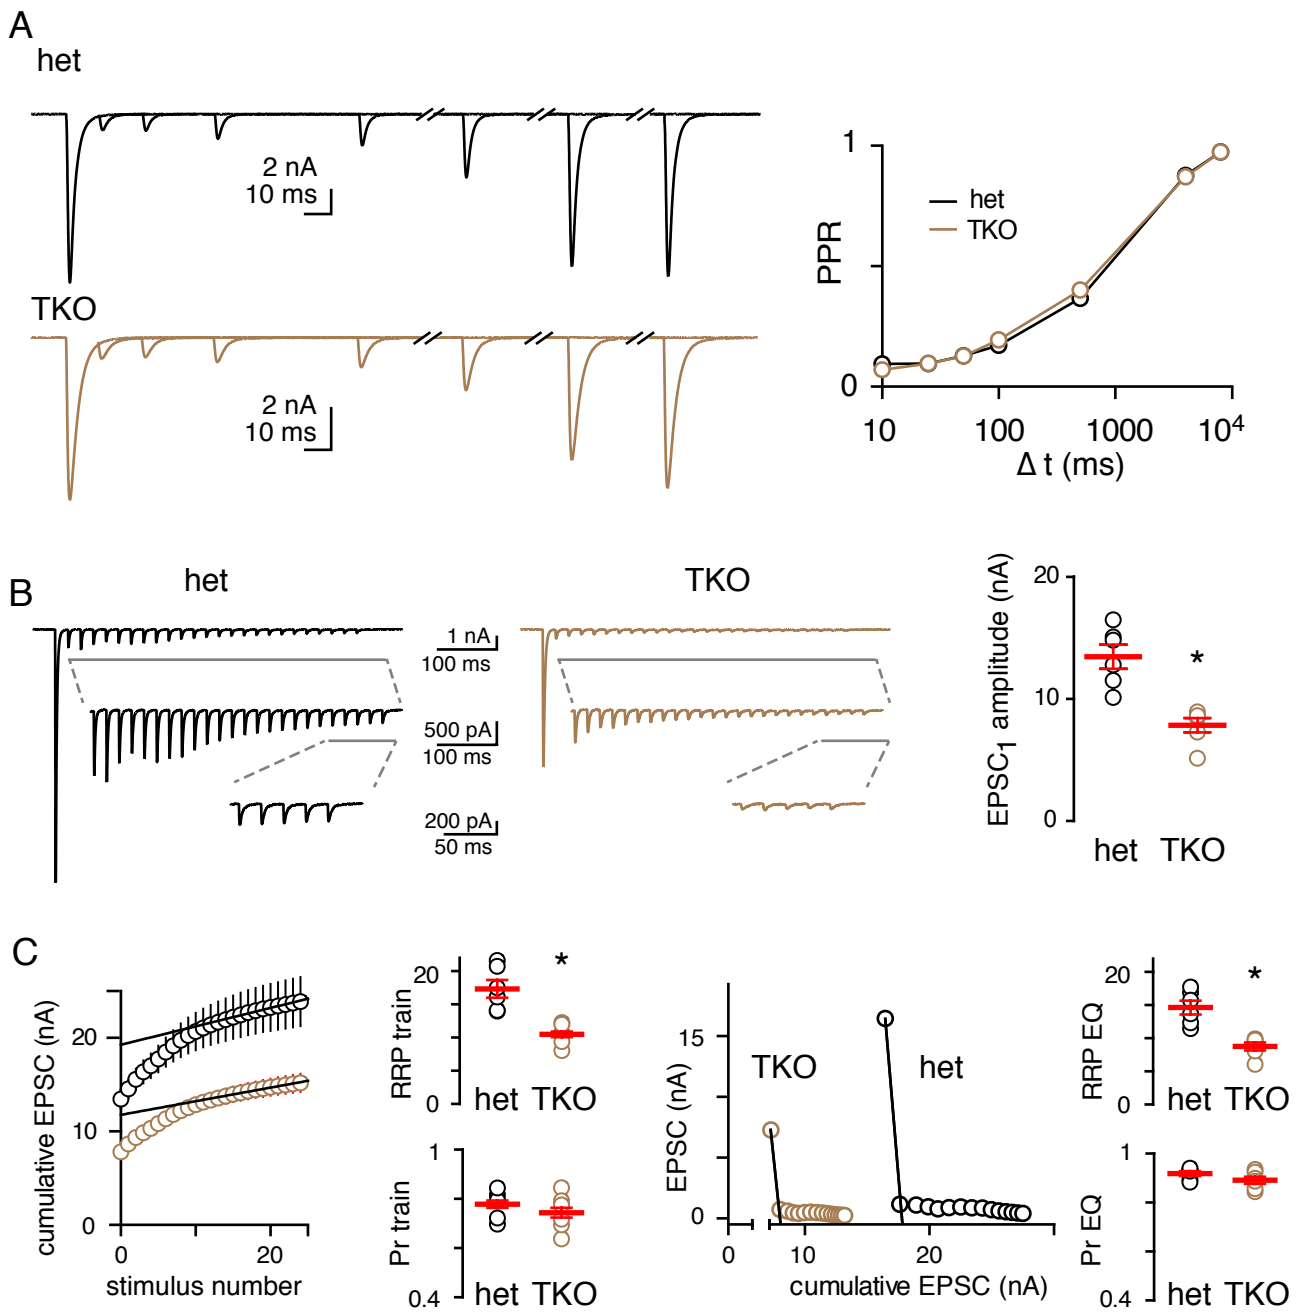 A
het
2 nA
10 ms
TKO
2 nA
10 ms
1
PPR
0
het
TKO
10
100
1000
10⁴
Δ t (ms)
B
het
TKO
1 nA
100 ms
500 pA
100 ms
200 pA
50 ms
EPSC1 amplitude (nA)
20
10
0
*
het TKO
C
cumulative EPSC (nA)
20
10
0
0
20
stimulus number
RRP train
20
0
*
het TKO
Pr train
1
0.4
het TKO
EPSC (nA)
15
0
TKO
het
0
10
20
cumulative EPSC (nA)
RRP EQ
20
0
*
het TKO
Pr EQ
1
0.4
het TKO